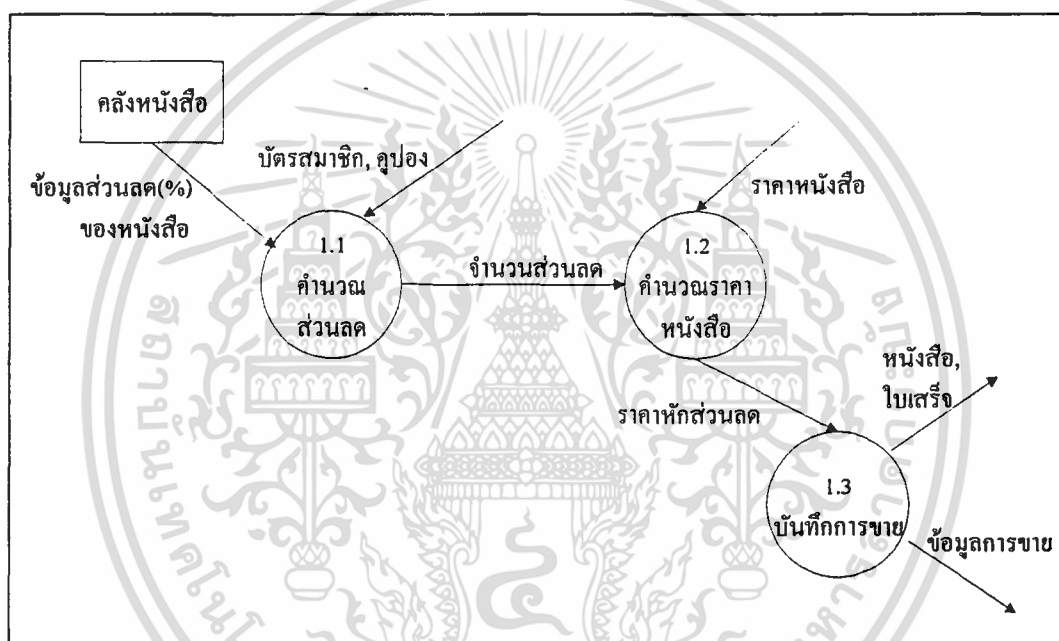 คลังหนังสือ
บัตรสมาชิก, คูปอง
ราคาหนังสือ
ข้อมูลส่วนลด(%)
ของหนังสือ
1.1
คำนวณ
ส่วนลด
จำนวนส่วนลด
1.2
คำนวณราคา
หนังสือ
ราคาหักส่วนลด
หนังสือ,
ใบเสร็จ
1.3
บันทึกการขาย
ข้อมูลการขาย